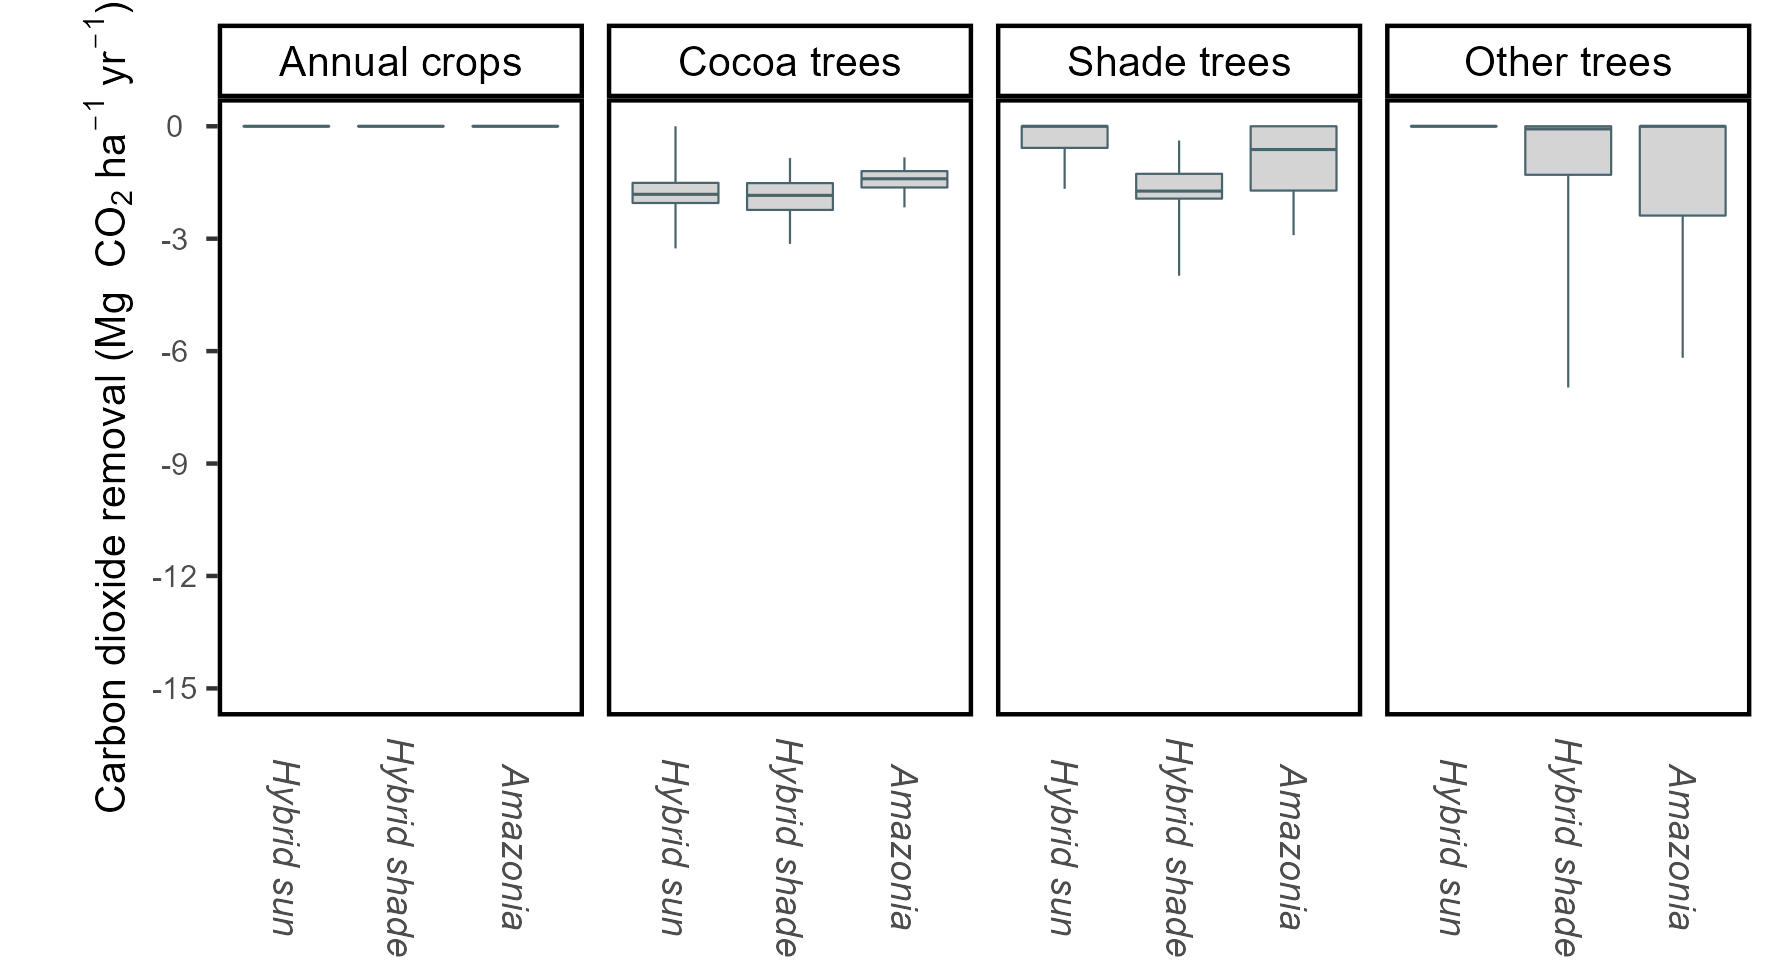 Carbon dioxide removal (Mg CO₂ ha⁻¹ yr⁻¹)
Annual crops
Cocoa trees
Shade trees
Other trees
0
-3
-6
-9
-12
-15
Hybrid sun
Hybrid shade
Amazonia
Hybrid sun
Hybrid shade
Amazonia
Hybrid sun
Hybrid shade
Amazonia
Hybrid sun
Hybrid shade
Amazonia